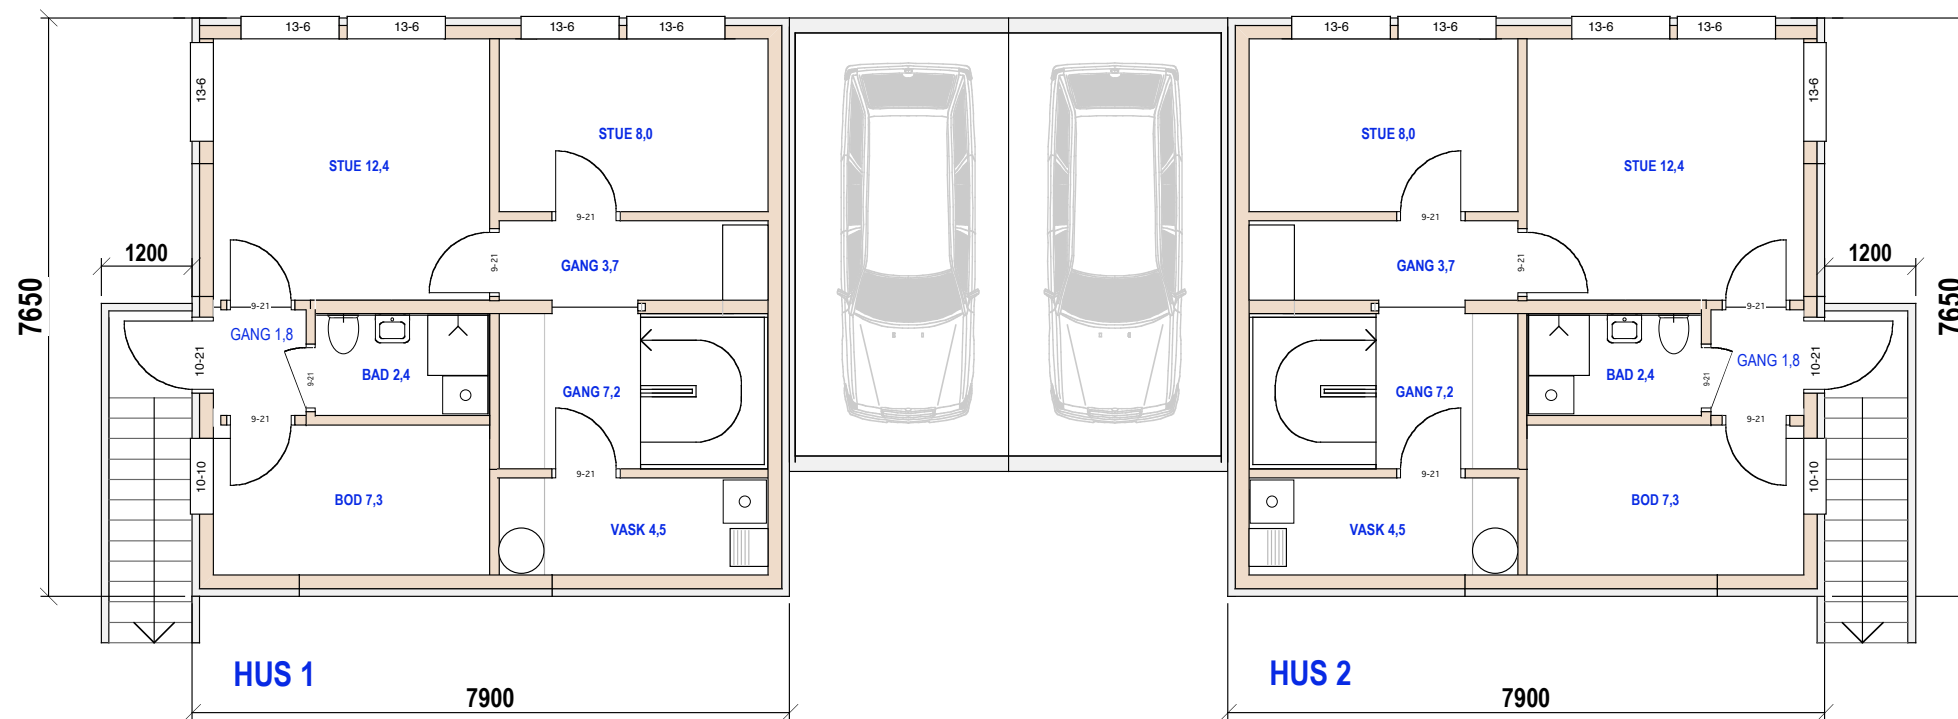 13-6 13-6 13-6 13-6 13-6 13-6 13-6 13-6
13-6 13-6
STUE 8,0 STUE 8,0
STUE 12,4 STUE 12,4
9-21 9-21
1200 1200
9-21 GANG 3,7 GANG 3,7 9-21
7650 7650
9-21 9-21
GANG 1,8 GANG 1,8
10-21 10-21
9-21 BAD 2,4 BAD 2,4 9-21
GANG 7,2 GANG 7,2
9-21 9-21
10-10 9-21 9-21 10-10
BOD 7,3 BOD 7,3
VASK 4,5 VASK 4,5
HUS 1 HUS 2
7900 7900